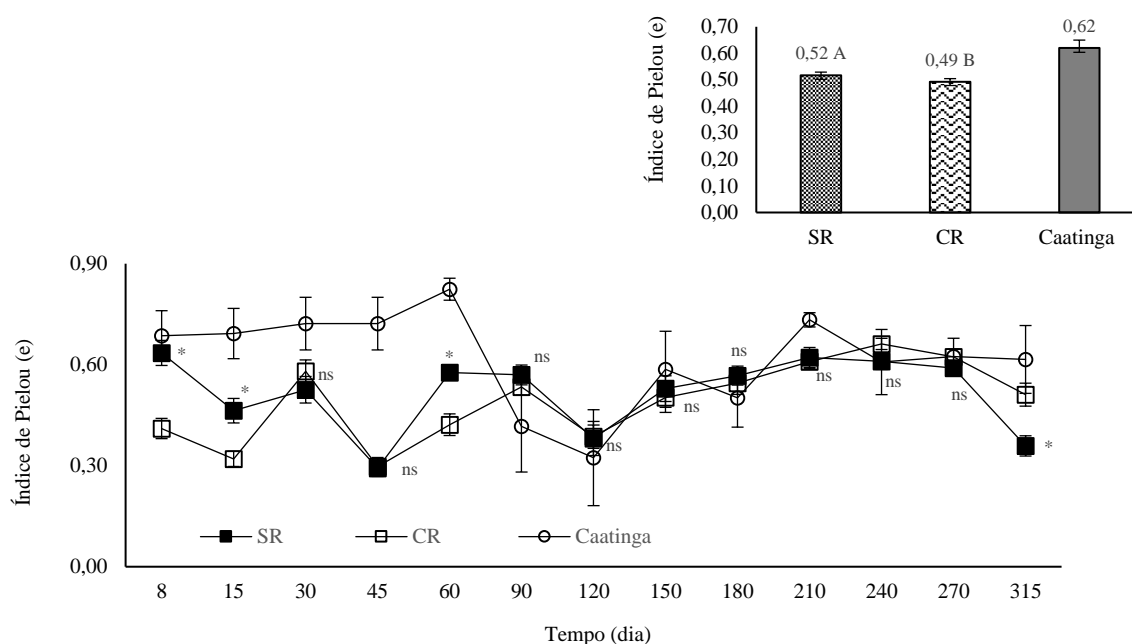 Índice de Pielou (e)
0,70
0,60
0,50
0,40
0,30
0,20
0,10
0,00
0,52 A
0,49 B
0,62
SR
CR
Caatinga
Índice de Pielou (e)
0,90
0,60
0,30
0,00
*
*
ns
ns
*
ns
ns
ns
ns
ns
ns
ns
*
SR
CR
Caatinga
8
15
30
45
60
90
120
150
180
210
240
270
315
Tempo (dia)